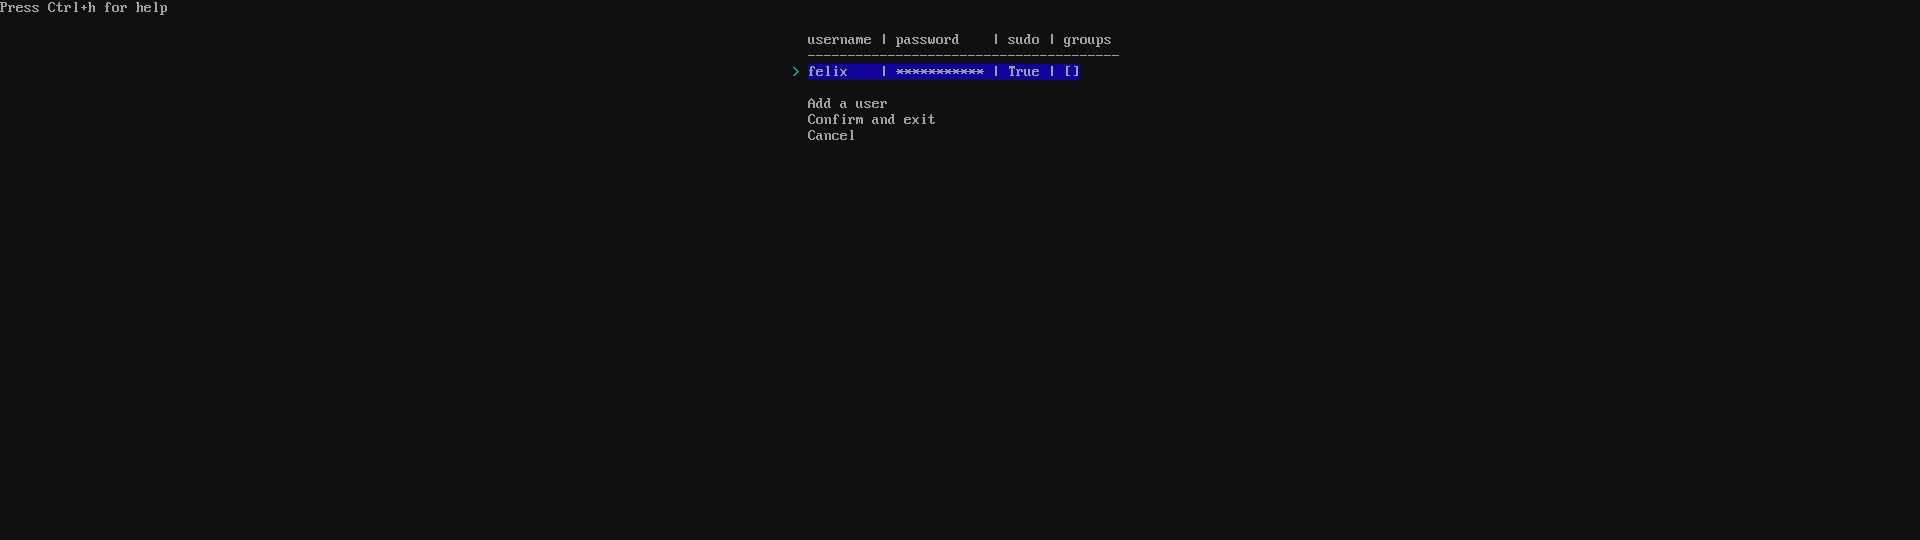 Press Ctrl+h for help
username | password    | sudo | groups
---------------------------------------
> felix    | *********** | True | []
Add a user
Confirm and exit
Cancel